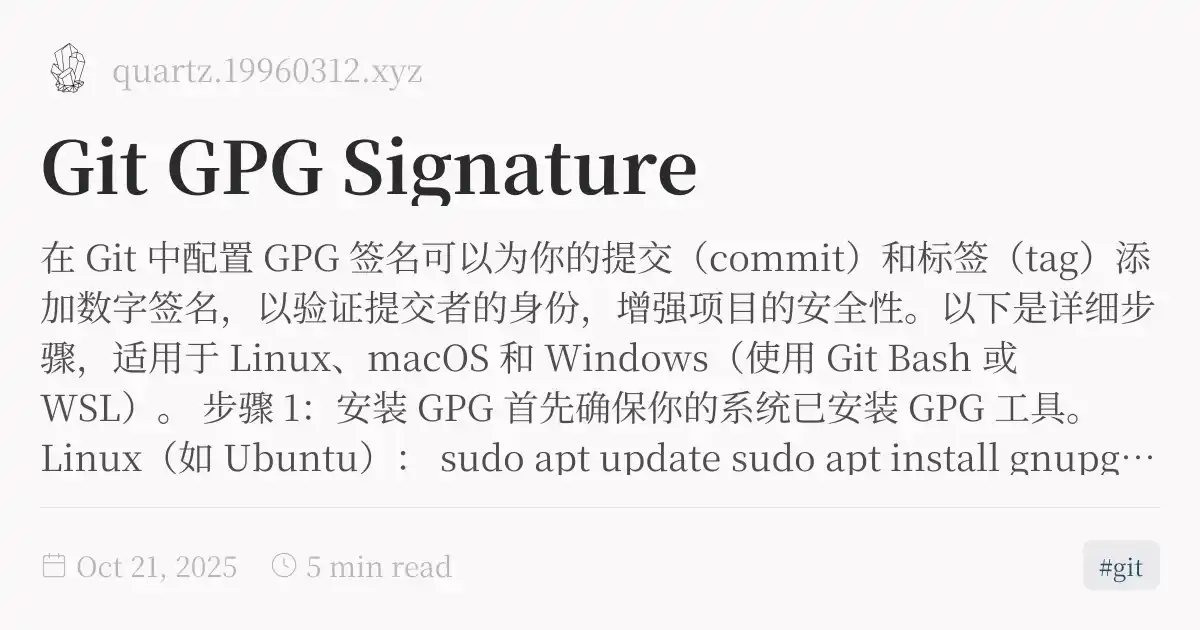 quartz.19960312.xyz
Git GPG Signature
在 Git 中配置 GPG 签名可以为你的提交（commit）和标签（tag）添
加数字签名，以验证提交者的身份，增强项目的安全性。以下是详细步
骤，适用于 Linux、macOS 和 Windows（使用 Git Bash 或
WSL）。 步骤 1：安装 GPG 首先确保你的系统已安装 GPG 工具。
Linux（如 Ubuntu）： sudo apt update sudo apt install gnupg…
Oct 21, 2025 5 min read #git